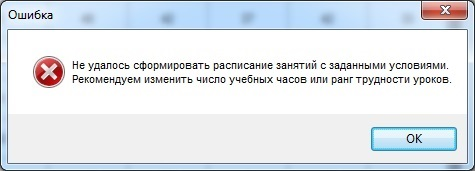 Ошибка
Не удалось сформировать расписание занятий с заданными условиями.
Рекомендуем изменить число учебных часов или ранг трудности уроков.
OK